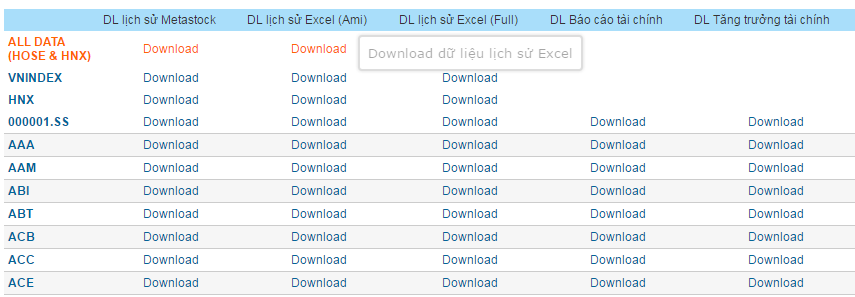 DL lịch sử Metastock DL lịch sử Excel (Ami) DL lịch sử Excel (Full) DL Báo cáo tài chính DL Tăng trưởng tài chính
ALL DATA
(HOSE & HNX) Download Download
Download dữ liệu lịch sử Excel
VNINDEX Download Download Download
HNX Download Download Download
000001.SS Download Download Download Download Download
AAA Download Download Download Download Download
AAM Download Download Download Download Download
ABI Download Download Download Download Download
ABT Download Download Download Download Download
ACB Download Download Download Download Download
ACC Download Download Download Download Download
ACE Download Download Download Download Download